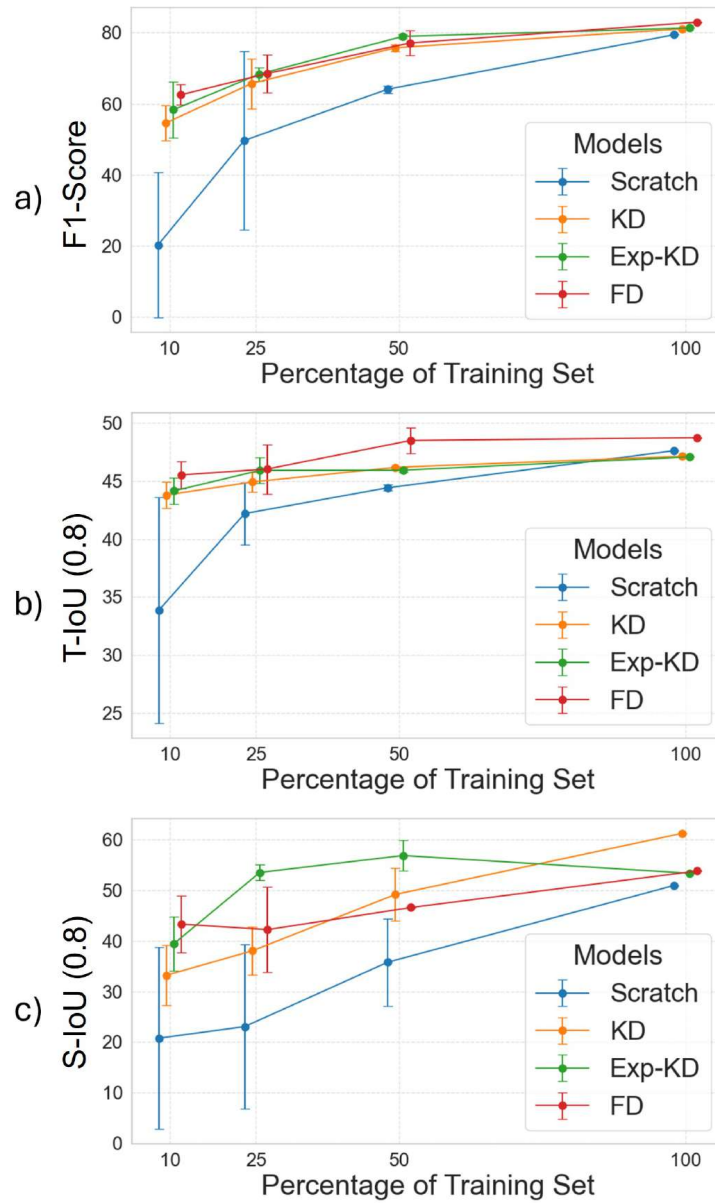 a)
F1-Score
80
60
40
20
0
Models
Scratch
KD
Exp-KD
FD
10 25 50 100
Percentage of Training Set
b)
T-IoU (0.8)
50
45
40
35
30
25
Models
Scratch
KD
Exp-KD
FD
10 25 50 100
Percentage of Training Set
c)
S-IoU (0.8)
60
50
40
30
20
10
0
Models
Scratch
KD
Exp-KD
FD
10 25 50 100
Percentage of Training Set